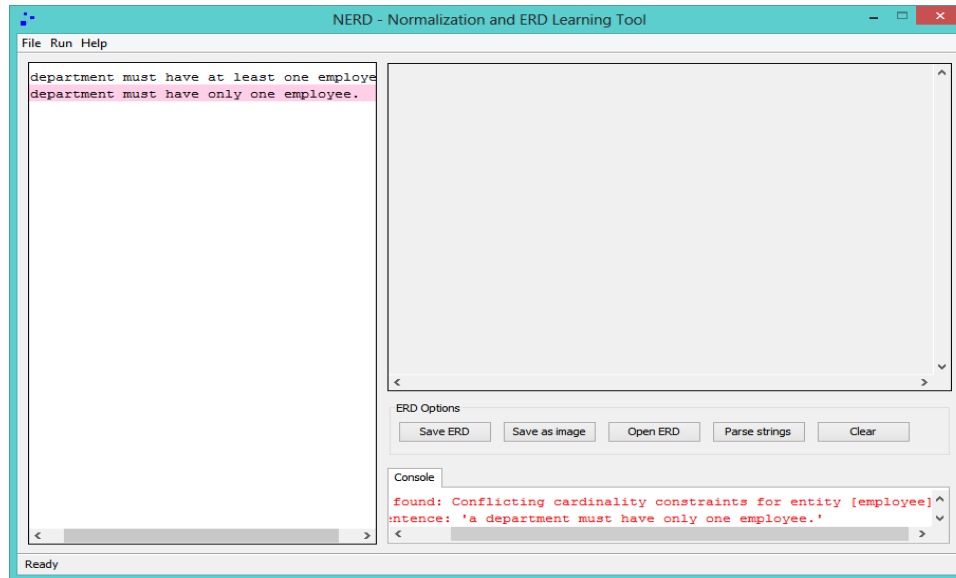 NERD - Normalization and ERD Learning Tool
File Run Help
department must have at least one employe
department must have only one employee.
ERD Options
Save ERD Save as image Open ERD Parse strings Clear
Console
found: Conflicting cardinality constraints for entity [employee]
entence: 'a department must have only one employee.'
Ready